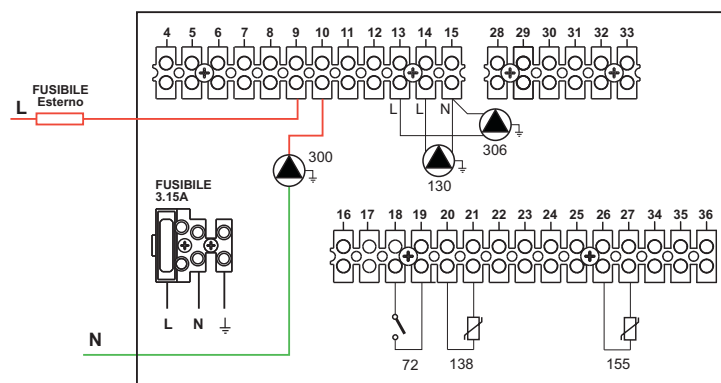 4 5 6 7 8 9 10 11 12 13 14 15 28 29 30 31 32 33
FUSIBILE
Esterno
L
L L N
306
130
300
FUSIBILE
3.15A
16 17 18 19 20 21 22 23 24 25 26 27 34 35 36
L N
N
72 138 155